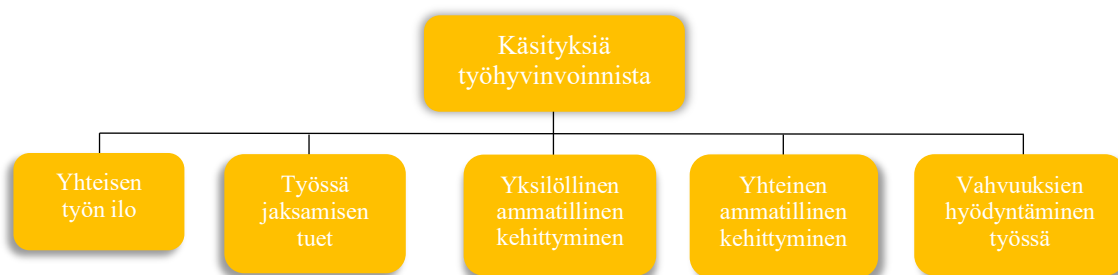 Käsityksiä
työhyvinvoinnista
Yhteisen
työn ilo
Työssä
jaksamisen
tuet
Yksilöllinen
ammatillinen
kehittyminen
Yhteinen
ammatillinen
kehittyminen
Vahvuuksien
hyödyntäminen
työssä